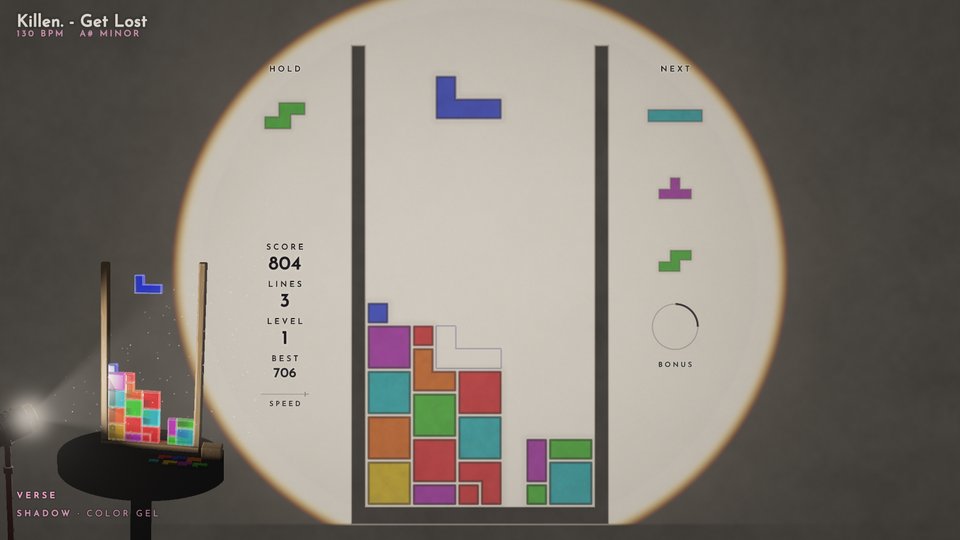 Killen. - Get Lost
130 BPM A# MINOR
HOLD
NEXT
SCORE
804
LINES
3
LEVEL
1
BEST
706
SPEED
BONUS
VERSE
SHADOW · COLOR GEL